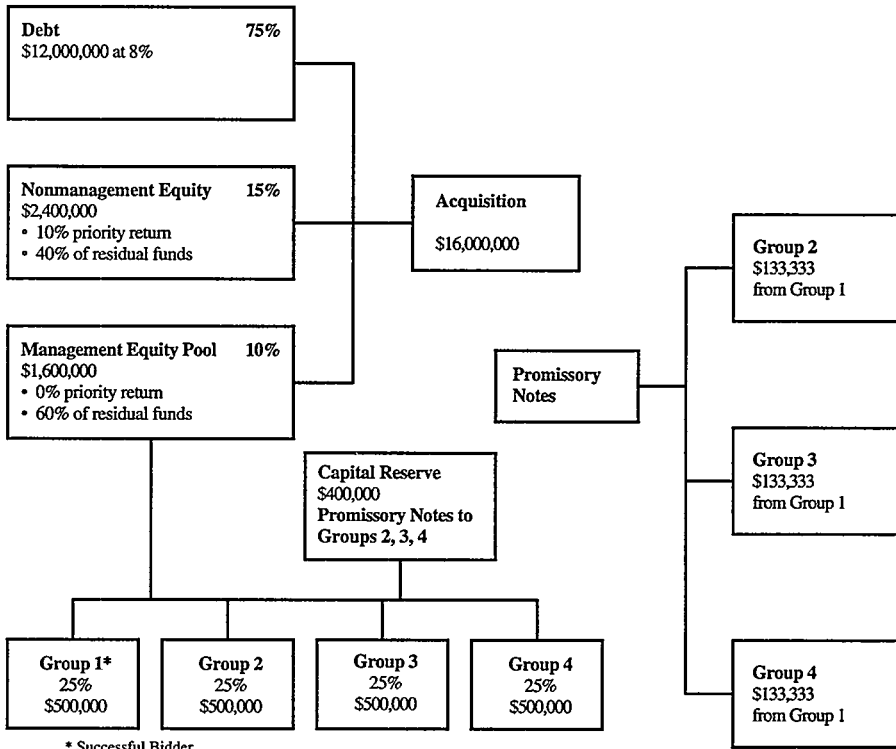 Debt 75%
$12,000,000 at 8%
Nonmanagement Equity 15%
$2,400,000
• 10% priority return
• 40% of residual funds
Management Equity Pool 10%
$1,600,000
• 0% priority return
• 60% of residual funds
Acquisition
$16,000,000
Capital Reserve
$400,000
Promissory Notes to
Groups 2, 3, 4
Group 1*
25%
$500,000
Group 2
25%
$500,000
Group 3
25%
$500,000
Group 4
25%
$500,000
* Successful Bidder
Promissory
Notes
Group 2
$133,333
from Group 1
Group 3
$133,333
from Group 1
Group 4
$133,333
from Group 1